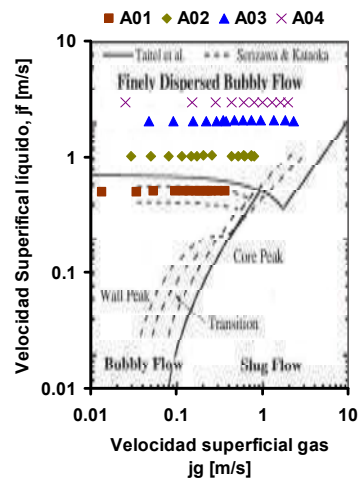 A01 A02 A03 A04
10
Taitel et al. Serizawa & Kataoka
Finely Dispersed Bubbly Flow
1
Core Peak
0.1
Wall Peak
Transition
Bubbly Flow Slug Flow
0.01
0.01 0.1 1 10
Velocidad Superifical líquido, jf [m/s]
Velocidad superficial gas
jg [m/s]